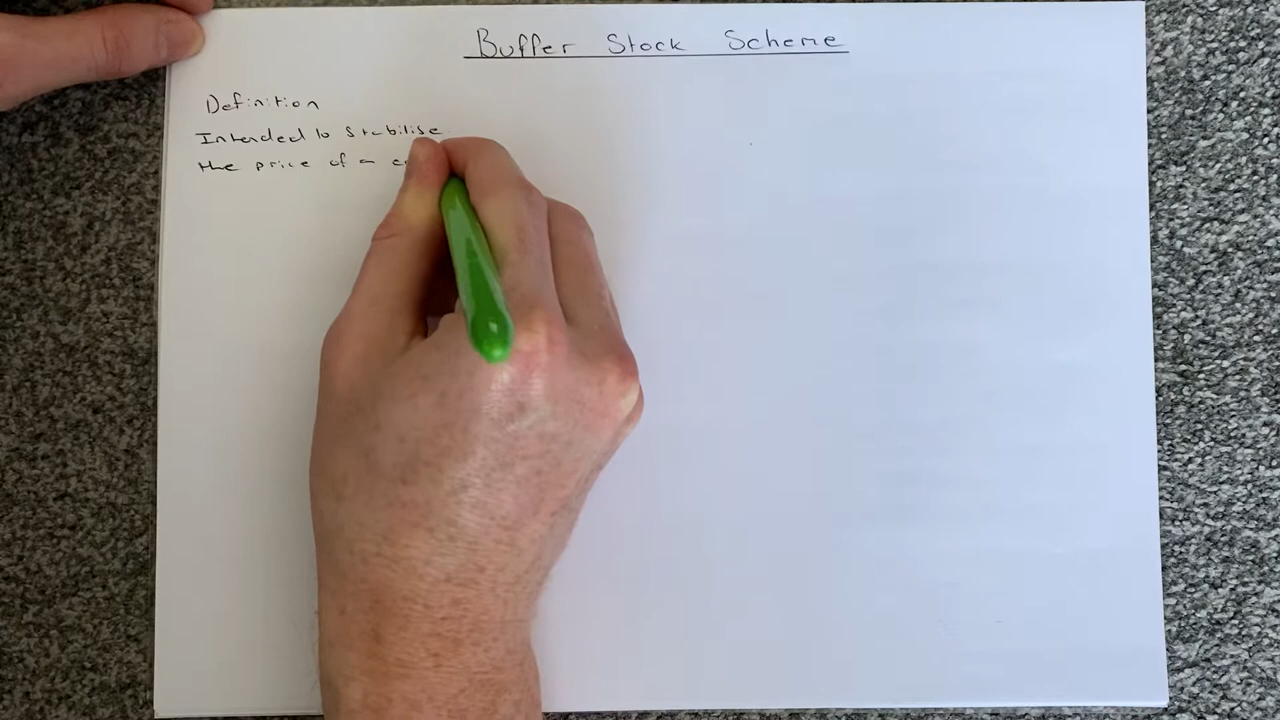 Buffer Stock Scheme
Definition
Intended to Stabilise
the price of a